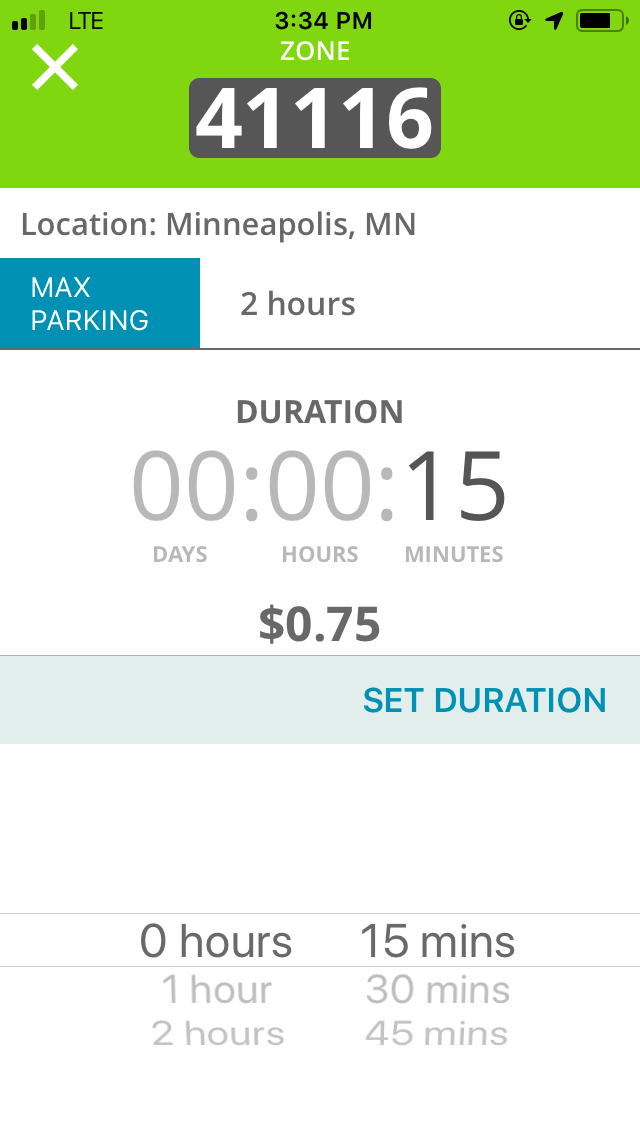 LTE 3:34 PM
ZONE
41116
Location: Minneapolis, MN
MAX
PARKING
2 hours
DURATION
00:00:15
DAYS HOURS MINUTES
$0.75
SET DURATION
0 hours 15 mins
1 hour 30 mins
2 hours 45 mins